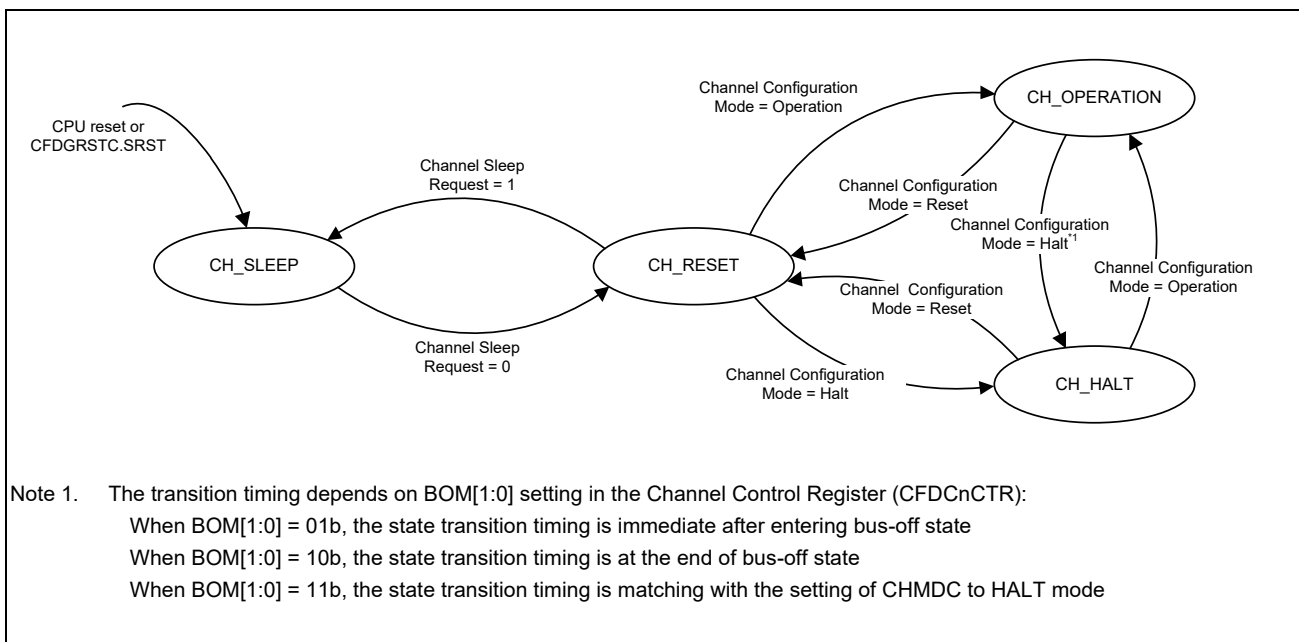 CPU reset or
CFDGRSTC.SRST
CH_SLEEP
Channel Sleep
Request = 1
Channel Sleep
Request = 0
CH_RESET
Channel Configuration
Mode = Operation
CH_OPERATION
Channel Configuration
Mode = Reset
Channel Configuration
Mode = Halt*1
Channel Configuration
Mode = Operation
Channel Configuration
Mode = Reset
Channel Configuration
Mode = Halt
CH_HALT
Note 1. The transition timing depends on BOM[1:0] setting in the Channel Control Register (CFDCnCTR):
When BOM[1:0] = 01b, the state transition timing is immediate after entering bus-off state
When BOM[1:0] = 10b, the state transition timing is at the end of bus-off state
When BOM[1:0] = 11b, the state transition timing is matching with the setting of CHMDC to HALT mode